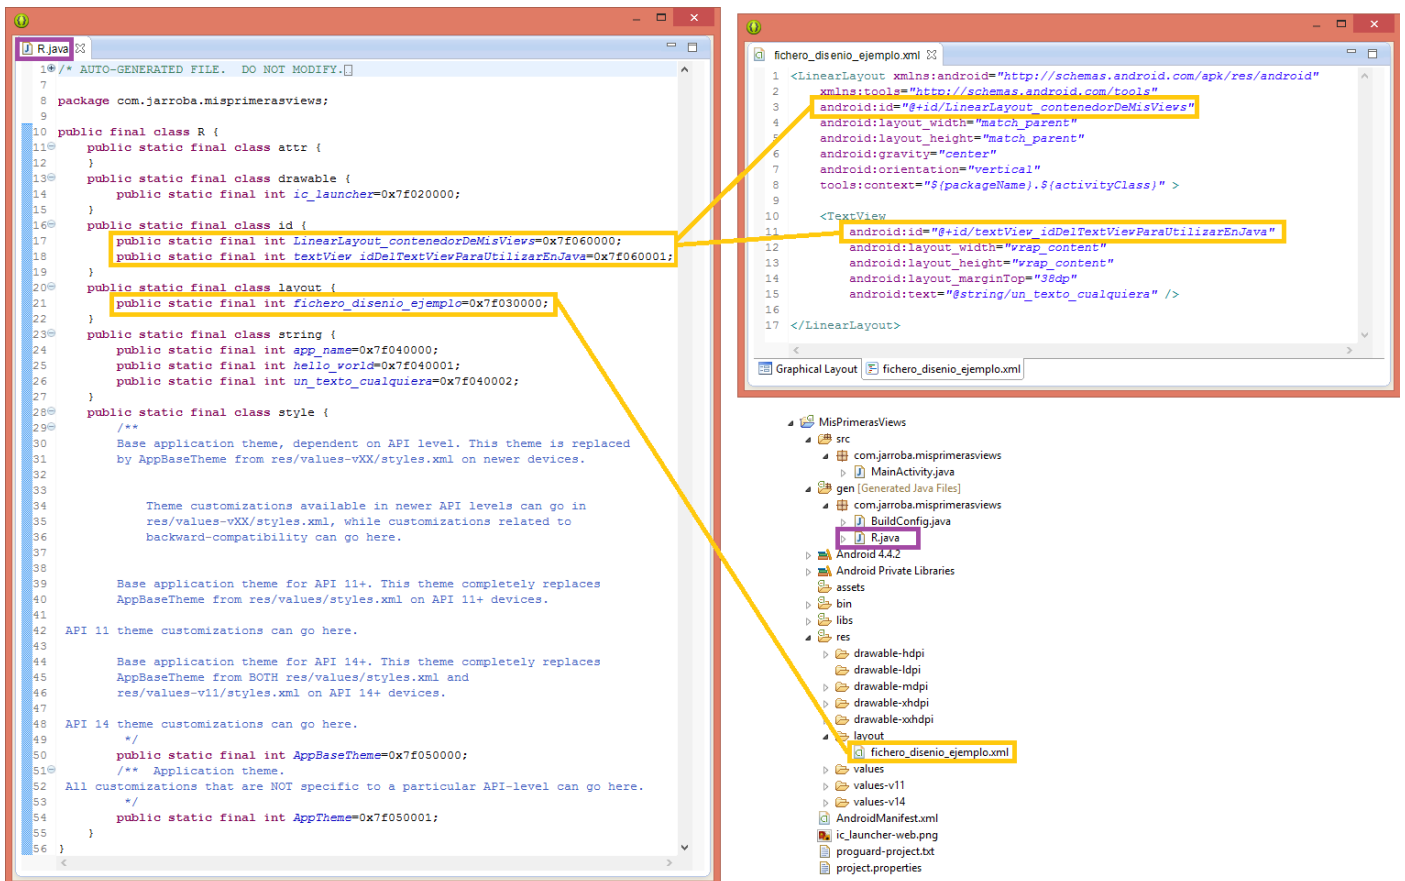 R.java
1 /* AUTO-GENERATED FILE.  DO NOT MODIFY.
7
8 package com.jarroba.misprimerasviews;
9
10 public final class R {
11     public static final class attr {
12     }
13     public static final class drawable {
14         public static final int ic_launcher=0x7f020000;
15     }
16     public static final class id {
17         public static final int LinearLayout_contenedorDeMisViews=0x7f060000;
18         public static final int textView_idDelTextViewParaUtilizarEnJava=0x7f060001;
19     }
20     public static final class layout {
21         public static final int fichero_disenio_ejemplo=0x7f030000;
22     }
23     public static final class string {
24         public static final int app_name=0x7f040000;
25         public static final int hello_world=0x7f040001;
26         public static final int un_texto_cualquiera=0x7f040002;
27     }
28     public static final class style {
29         /**
30         Base application theme, dependent on API level. This theme is replaced
31         by AppBaseTheme from res/values-vXX/styles.xml on newer devices.
32
33
34             Theme customizations available in newer API levels can go in
35             res/values-vXX/styles.xml, while customizations related to
36             backward-compatibility can go here.
37
38
39         Base application theme for API 11+. This theme completely replaces
40         AppBaseTheme from res/values/styles.xml on API 11+ devices.
41
42  API 11 theme customizations can go here.
43
44         Base application theme for API 14+. This theme completely replaces
45         AppBaseTheme from BOTH res/values/styles.xml and
46         res/values-v11/styles.xml on API 14+ devices.
47
48  API 14 theme customizations can go here.
49          */
50         public static final int AppBaseTheme=0x7f050000;
51         /**  Application theme.
52  All customizations that are NOT specific to a particular API-level can go here.
53          */
54         public static final int AppTheme=0x7f050001;
55     }
56 }
fichero_disenio_ejemplo.xml
1 <LinearLayout xmlns:android="http://schemas.android.com/apk/res/android"
2     xmlns:tools="http://schemas.android.com/tools"
3     android:id="@+id/LinearLayout_contenedorDeMisViews"
4     android:layout_width="match_parent"
5     android:layout_height="match_parent"
6     android:gravity="center"
7     android:orientation="vertical"
8     tools:context="${packageName}.${activityClass}" >
9
10     <TextView
11         android:id="@+id/textView_idDelTextViewParaUtilizarEnJava"
12         android:layout_width="wrap_content"
13         android:layout_height="wrap_content"
14         android:layout_marginTop="38dp"
15         android:text="@string/un_texto_cualquiera" />
16
17 </LinearLayout>
Graphical Layout fichero_disenio_ejemplo.xml
MisPrimerasViews
src
com.jarroba.misprimerasviews
MainActivity.java
gen [Generated Java Files]
com.jarroba.misprimerasviews
BuildConfig.java
R.java
Android 4.4.2
Android Private Libraries
assets
bin
libs
res
drawable-hdpi
drawable-ldpi
drawable-mdpi
drawable-xhdpi
drawable-xxhdpi
layout
fichero_disenio_ejemplo.xml
values
values-v11
values-v14
AndroidManifest.xml
ic_launcher-web.png
proguard-project.txt
project.properties